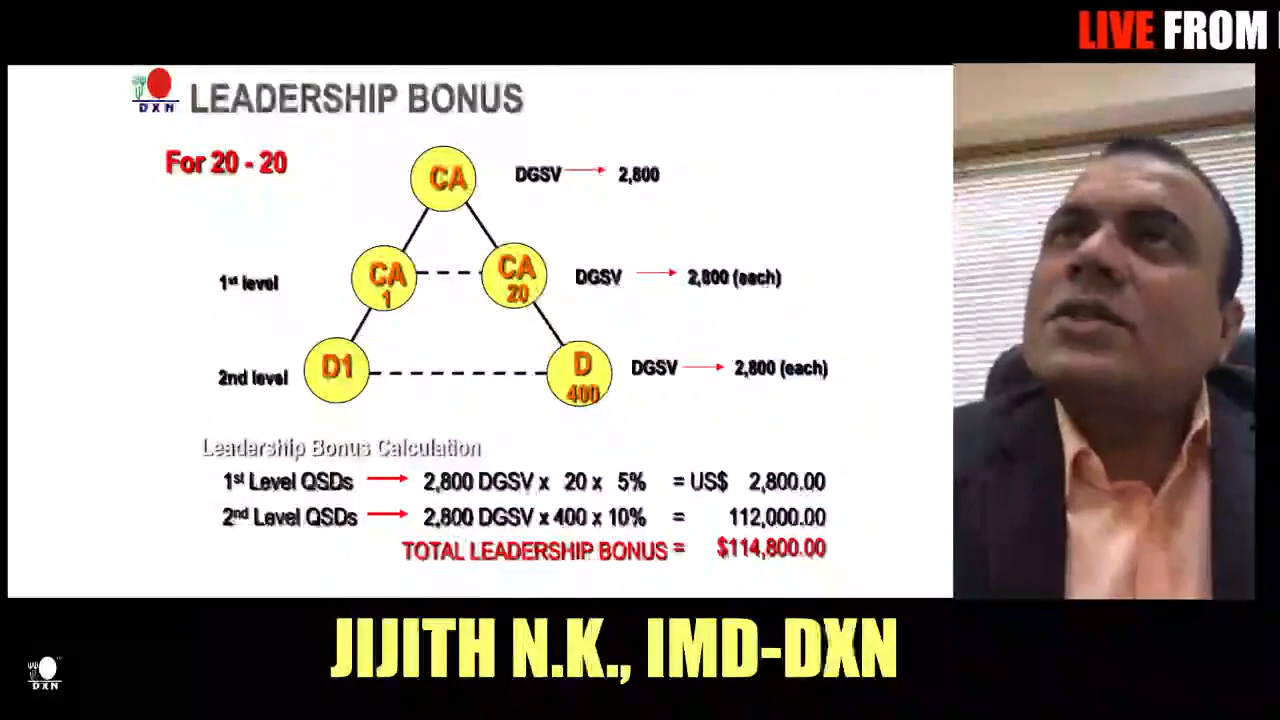 LIVE FROM
DXN
LEADERSHIP BONUS
For 20 - 20
CA
DGSV
2,800
1st level
CA
1
CA
20
DGSV
2,800 (each)
2nd level
D1
D
400
DGSV
2,800 (each)
Leadership Bonus Calculation
1st Level QSDs 2,800 DGSV x 20 x 5% = US$ 2,800.00
2nd Level QSDs 2,800 DGSV x 400 x 10% = 112,000.00
TOTAL LEADERSHIP BONUS = $114,800.00
JIJITH N.K., IMD-DXN
DXN